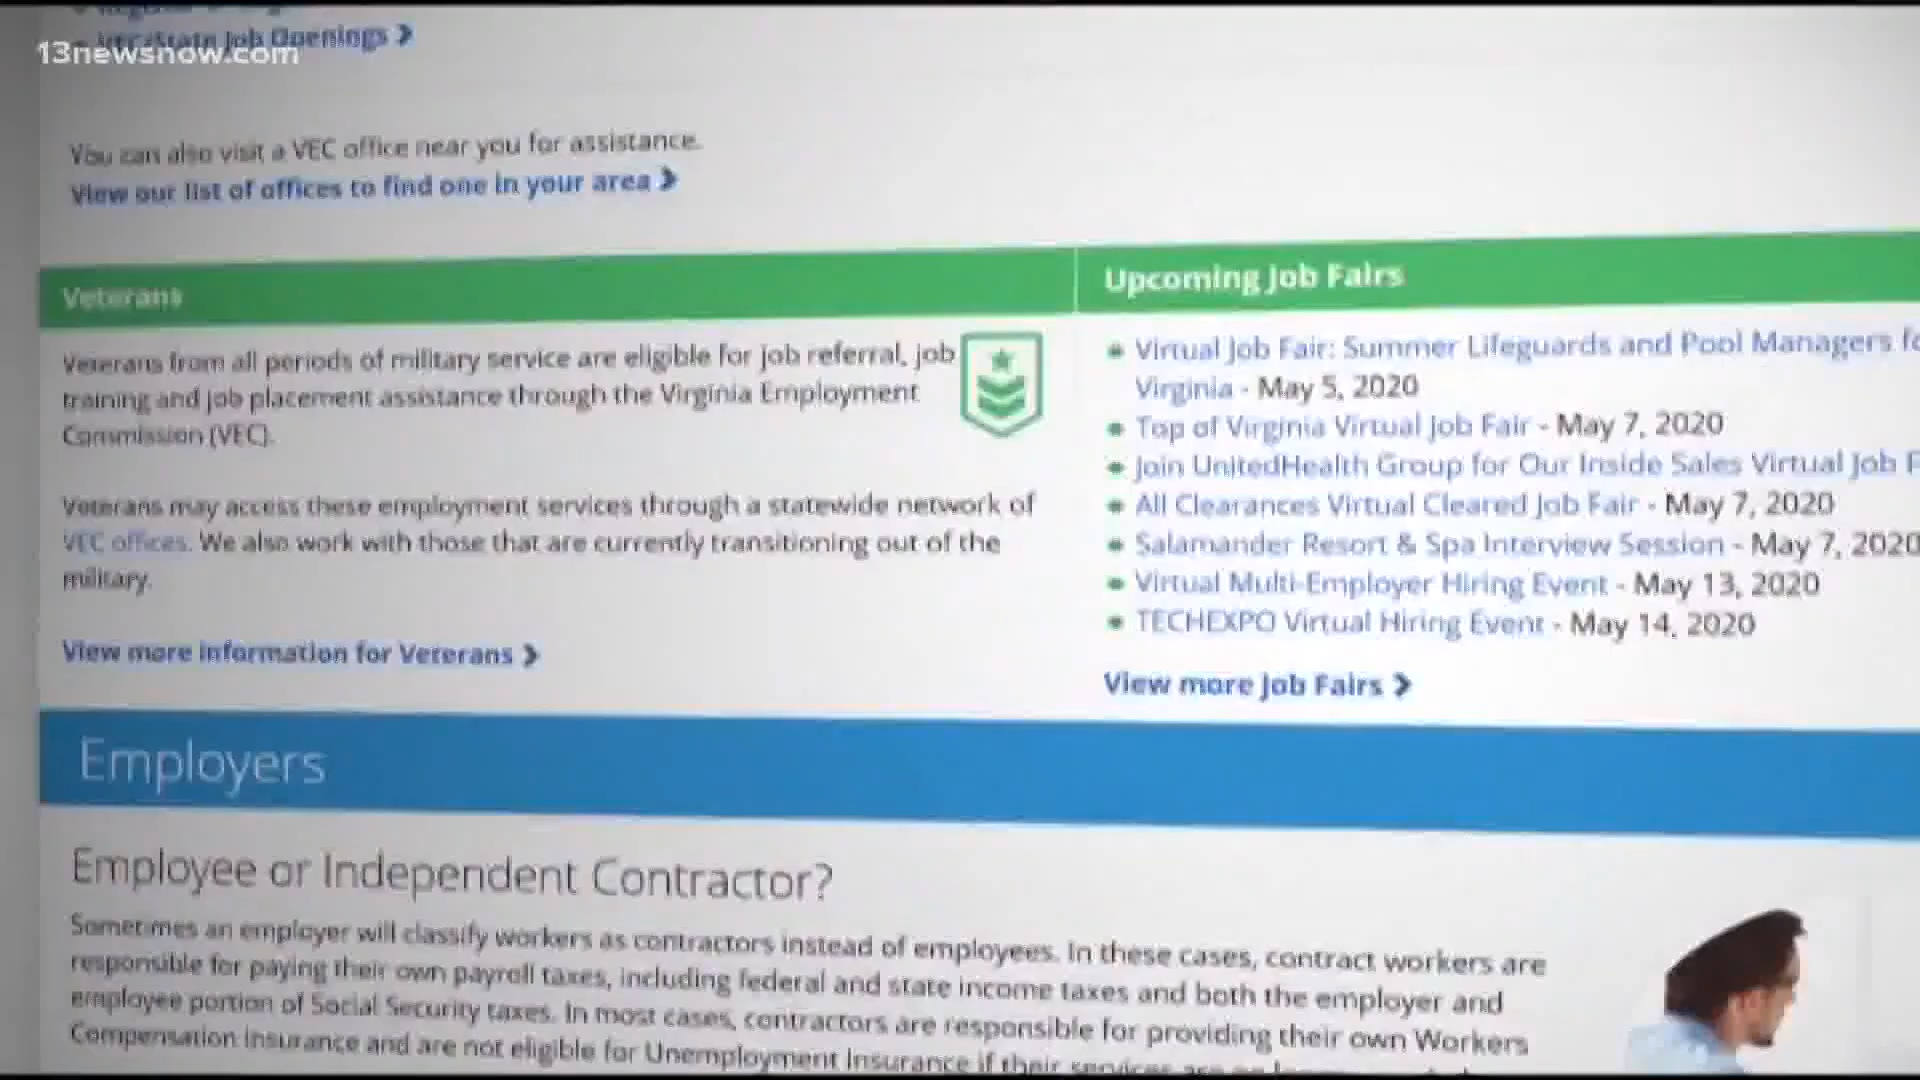 State Job Openings
13newsnow.com
You can also visit a VEC office near you for assistance.
View our list of offices to find one in your area
Veterans
Veterans from all periods of military service are eligible for job referral, job
training and job placement assistance through the Virginia Employment
Commission (VEC).
Veterans may access these employment services through a statewide network of
VEC offices. We also work with those that are currently transitioning out of the
military.
View more information for Veterans
Upcoming Job Fairs
Virtual Job Fair: Summer Lifeguards and Pool Managers fo
Virginia - May 5, 2020
Top of Virginia Virtual Job Fair - May 7, 2020
Join UnitedHealth Group for Our Inside Sales Virtual Job F
All Clearances Virtual Cleared Job Fair - May 7, 2020
Salamander Resort & Spa Interview Session - May 7, 2020
Virtual Multi-Employer Hiring Event - May 13, 2020
TECHEXPO Virtual Hiring Event - May 14, 2020
View more Job Fairs
Employers
Employee or Independent Contractor?
Sometimes an employer will classify workers as contractors instead of employees. In these cases, contract workers are
responsible for paying their own payroll taxes, including federal and state income taxes and both the employer and
employee portion of Social Security taxes. In most cases, contractors are responsible for providing their own Workers
Compensation Insurance and are not eligible for Unemployment Insurance if their services are